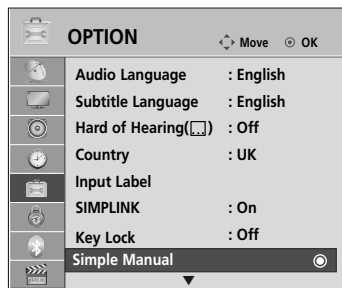 OPTION Move OK
Audio Language : English
Subtitle Language : English
Hard of Hearing( ) : Off
Country : UK
Input Label
SIMPLINK : On
Key Lock : Off
Simple Manual